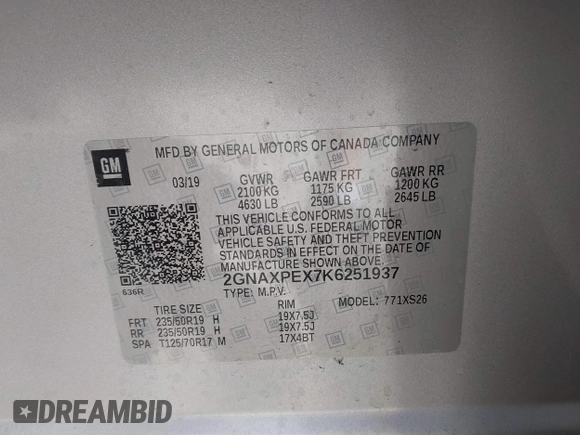 GM
MFD BY GENERAL MOTORS OF CANADA COMPANY
03/19 GVWR GAWR FRT GAWR RR
2100 KG 1175 KG 1200 KG
4630 LB 2590 LB 2645 LB
THIS VEHICLE CONFORMS TO ALL
APPLICABLE U.S. FEDERAL MOTOR
VEHICLE SAFETY AND THEFT PREVENTION
STANDARDS IN EFFECT ON THE DATE OF
MANUFACTURE SHOWN ABOVE.
636R
2GNAXPEX7K6251937
TYPE: M.P.V. MODEL: 771XS26
TIRE SIZE RIM
FRT 235/50R19 H 19X7.5J
RR 235/50R19 H 19X7.5J
SPA T125/70R17 M 17X4BT
DREAMBID